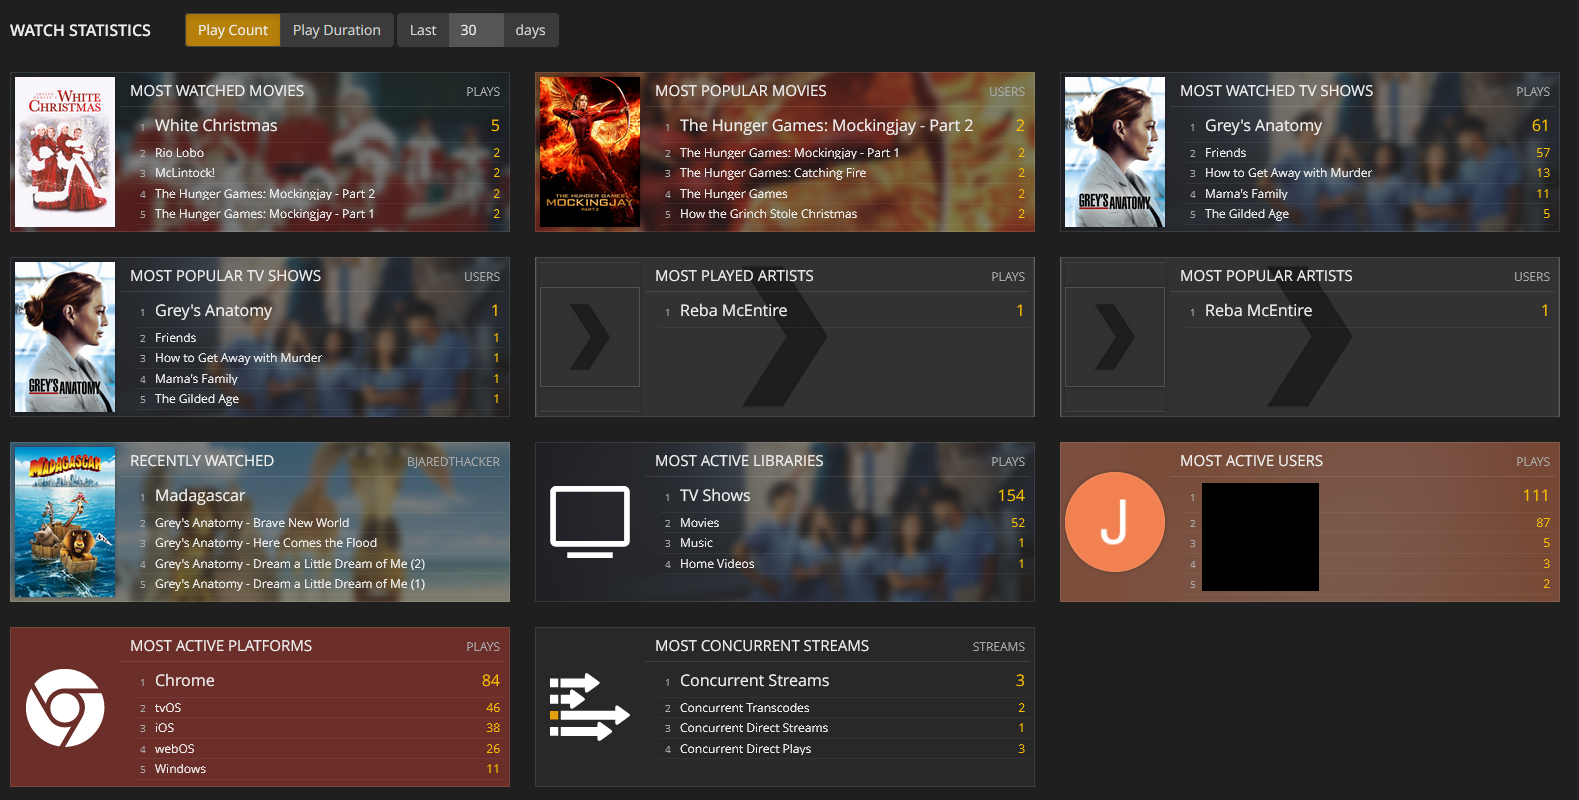 WATCH STATISTICS Play Count Play Duration Last 30 days
MOST WATCHED MOVIES PLAYS
1 White Christmas 5
2 Rio Lobo 2
3 McLintock! 2
4 The Hunger Games: Mockingjay - Part 2 2
5 The Hunger Games: Mockingjay - Part 1 2
WHITE
CHRISTMAS
MOST POPULAR MOVIES USERS
1 The Hunger Games: Mockingjay - Part 2 2
2 The Hunger Games: Mockingjay - Part 1 2
3 The Hunger Games: Catching Fire 2
4 The Hunger Games 2
5 How the Grinch Stole Christmas 2
THE HUNGER GAMES
MOCKINGJAY
PART 2
MOST WATCHED TV SHOWS PLAYS
1 Grey's Anatomy 61
2 Friends 57
3 How to Get Away with Murder 13
4 Mama's Family 11
5 The Gilded Age 5
GREY'S ANATOMY
MOST POPULAR TV SHOWS USERS
1 Grey's Anatomy 1
2 Friends 1
3 How to Get Away with Murder 1
4 Mama's Family 1
5 The Gilded Age 1
GREY'S ANATOMY
MOST PLAYED ARTISTS PLAYS
1 Reba McEntire 1
MOST POPULAR ARTISTS USERS
1 Reba McEntire 1
RECENTLY WATCHED BJAREDTHACKER
1 Madagascar
2 Grey's Anatomy - Brave New World
3 Grey's Anatomy - Here Comes the Flood
4 Grey's Anatomy - Dream a Little Dream of Me (2)
5 Grey's Anatomy - Dream a Little Dream of Me (1)
MADAGASCAR
MOST ACTIVE LIBRARIES PLAYS
1 TV Shows 154
2 Movies 52
3 Music 1
4 Home Videos 1
MOST ACTIVE USERS PLAYS
J
1 111
2 87
3 5
4 3
5 2
MOST ACTIVE PLATFORMS PLAYS
1 Chrome 84
2 tvOS 46
3 iOS 38
4 webOS 26
5 Windows 11
MOST CONCURRENT STREAMS STREAMS
1 Concurrent Streams 3
2 Concurrent Transcodes 2
3 Concurrent Direct Streams 1
4 Concurrent Direct Plays 3